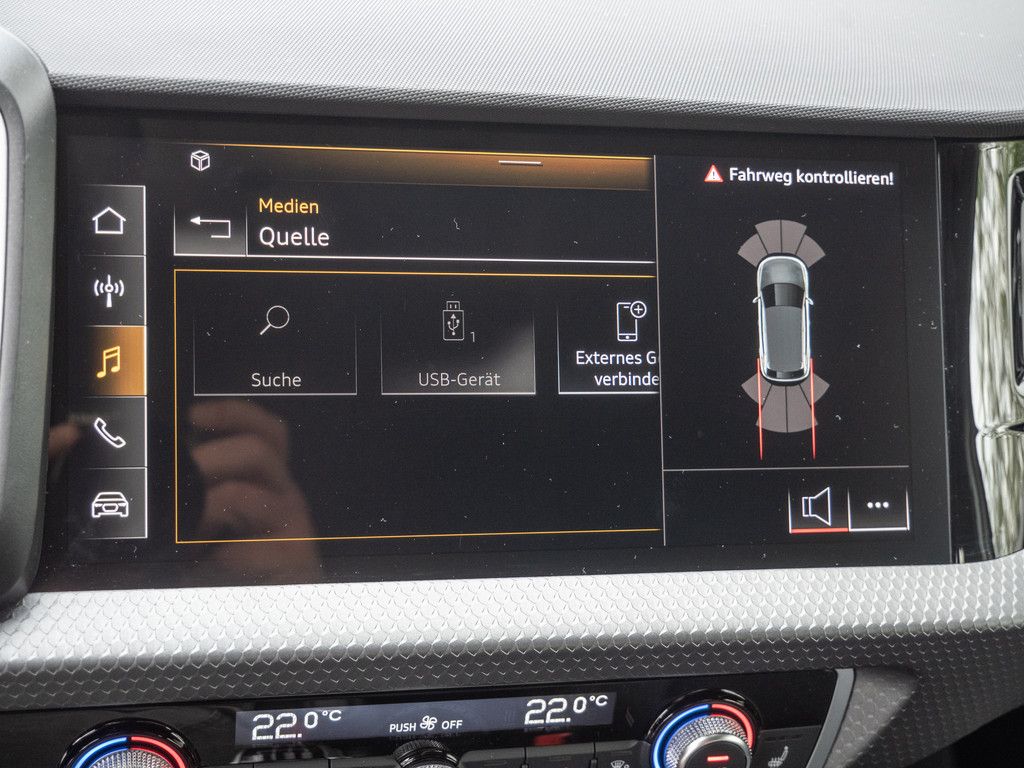 Fahrweg kontrollieren!
Medien
Quelle
Suche
1
USB-Gerät
Externes G
verbinde
22.0°C
PUSH OFF
22.0°C